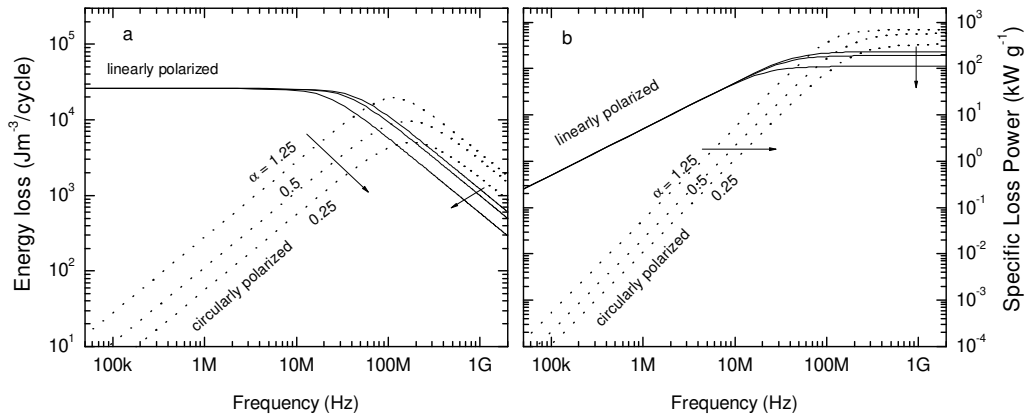 a
linearly polarized
α = 1.25
0.5
0.25
circularly polarized
10⁵
10⁴
10³
10²
10¹
Energy loss (Jm⁻³/cycle)
100k 1M 10M 100M 1G
Frequency (Hz)
b
linearly polarized
α = 1.25
0.5
0.25
circularly polarized
10³
10²
10¹
10⁰
10⁻¹
10⁻²
10⁻³
10⁻⁴
Specific Loss Power (kW g⁻¹)
100k 1M 10M 100M 1G
Frequency (Hz)